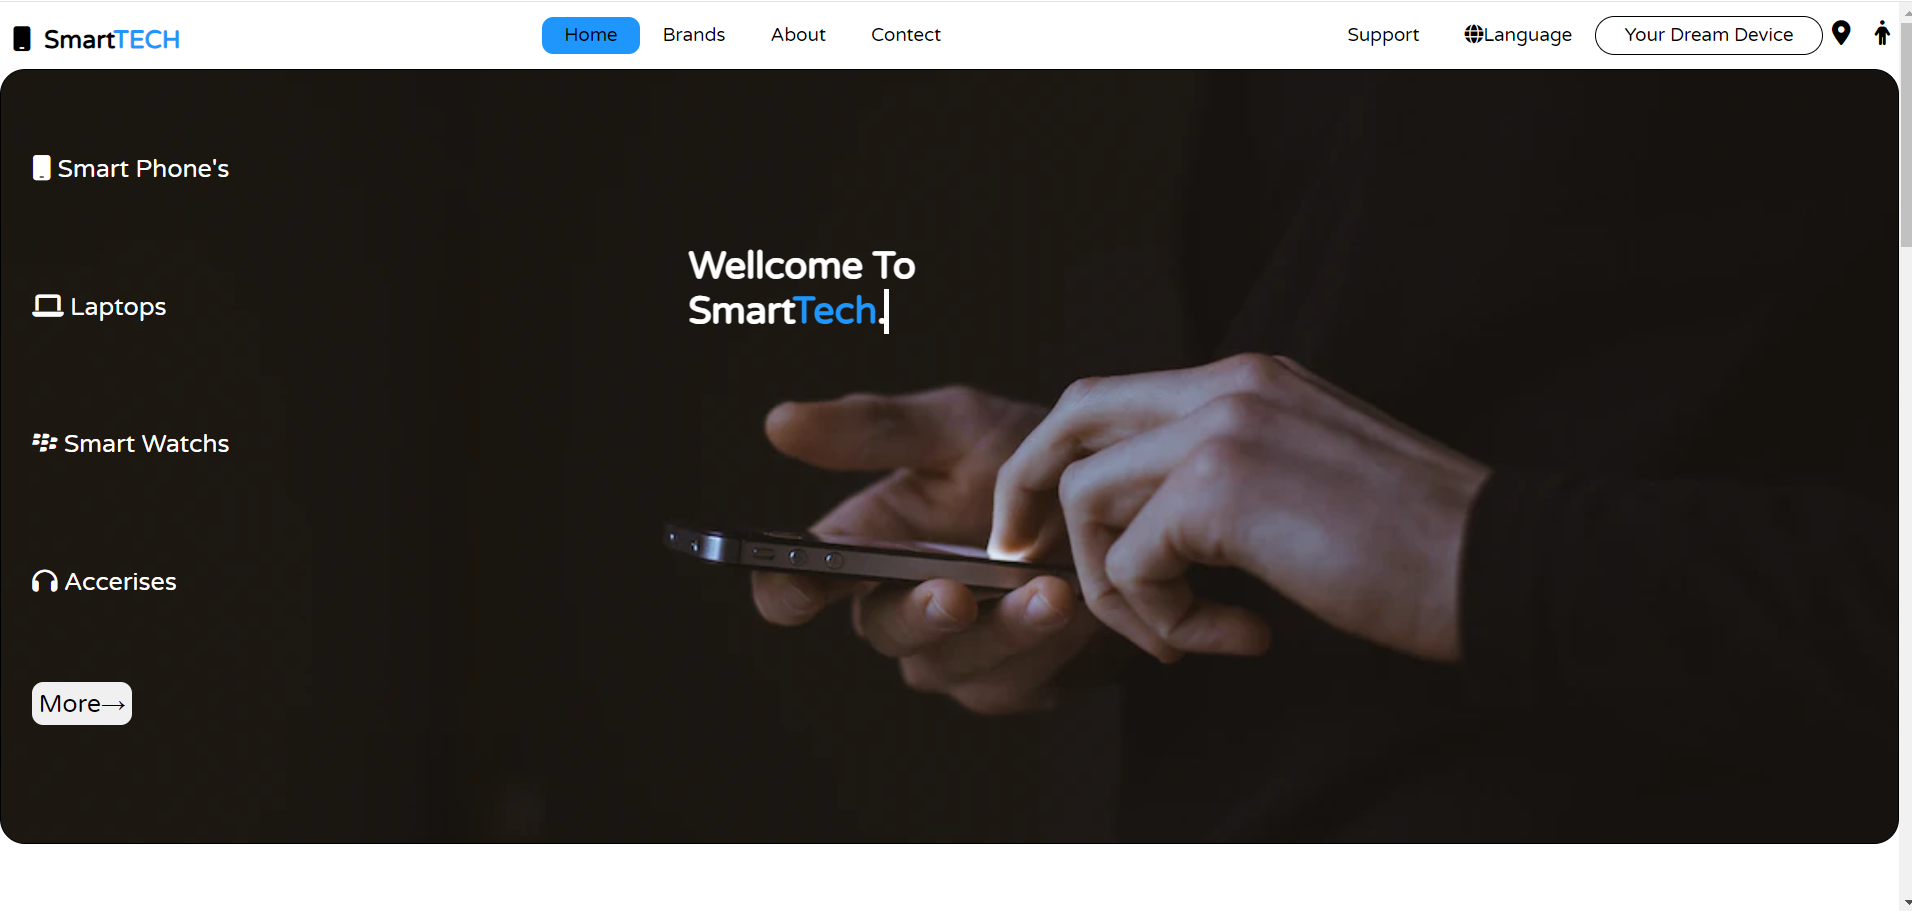 SmartTECH
Home Brands About Contect
Support Language Your Dream Device
Smart Phone's
Laptops
Smart Watchs
Accerises
More→
Wellcome To
SmartTech.